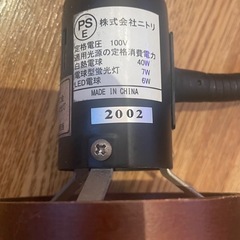 PS
E
株式会社ニトリ
定格電圧 100V
適用光源の定格消費電力
白熱電球 40W
電球型蛍光灯 7W
LED電球 6W
MADE IN CHINA
2002